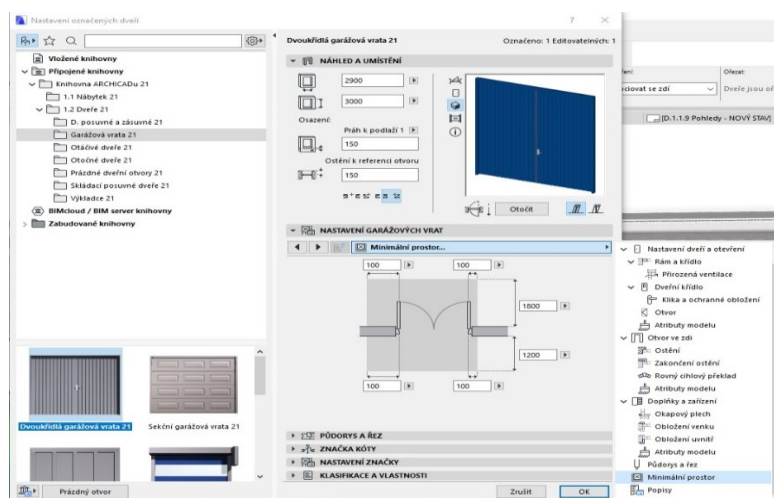 Nastavení označených dveří
? ×
Vložené knihovny
Připojené knihovny
Knihovna ARCHICADu 21
1.1 Nábytek 21
1.2 Dveře 21
D. posuvné a zásuvné 21
Garážová vrata 21
Otáčivé dveře 21
Otočné dveře 21
Prázdné dveřní otvory 21
Skládací posuvné dveře 21
Výkladce 21
BIMcloud / BIM server knihovny
Zabudované knihovny
Dvoukřídlá garážová vrata 21
Sekční garážová vrata 21
Prázdný otvor
Dvoukřídlá garážová vrata 21
Označeno: 1 Editovatelných: 1
NÁHLED A UMÍSTĚNÍ
2900
3000
Osazení:
Práh k podlaží 1
150
Ostění k referenci otvoru
150
Otočit
NASTAVENÍ GARÁŽOVÝCH VRAT
Minimální prostor...
100 100
1800
1200
100 100
PŮDORYS A ŘEZ
ZNAČKA KÓTY
NASTAVENÍ ZNAČKY
KLASIFIKACE A VLASTNOSTI
Zrušit OK
Ořezat:
ciovat se zdí
Dveře jsou oř
[D.1.1.9 Pohledy - NOVÝ STAV]
Nastavení dveří a otevření
Rám a křídlo
Přirozená ventilace
Dveřní křídlo
Klika a ochranné obložení
Otvor
Atributy modelu
Otvor ve zdi
Ostění
Zakončení ostění
Rovný cihlový překlad
Atributy modelu
Doplňky a zařízení
Okapový plech
Obložení venku
Obložení uvnitř
Atributy modelu
Půdorys a řez
Minimální prostor
Popisy